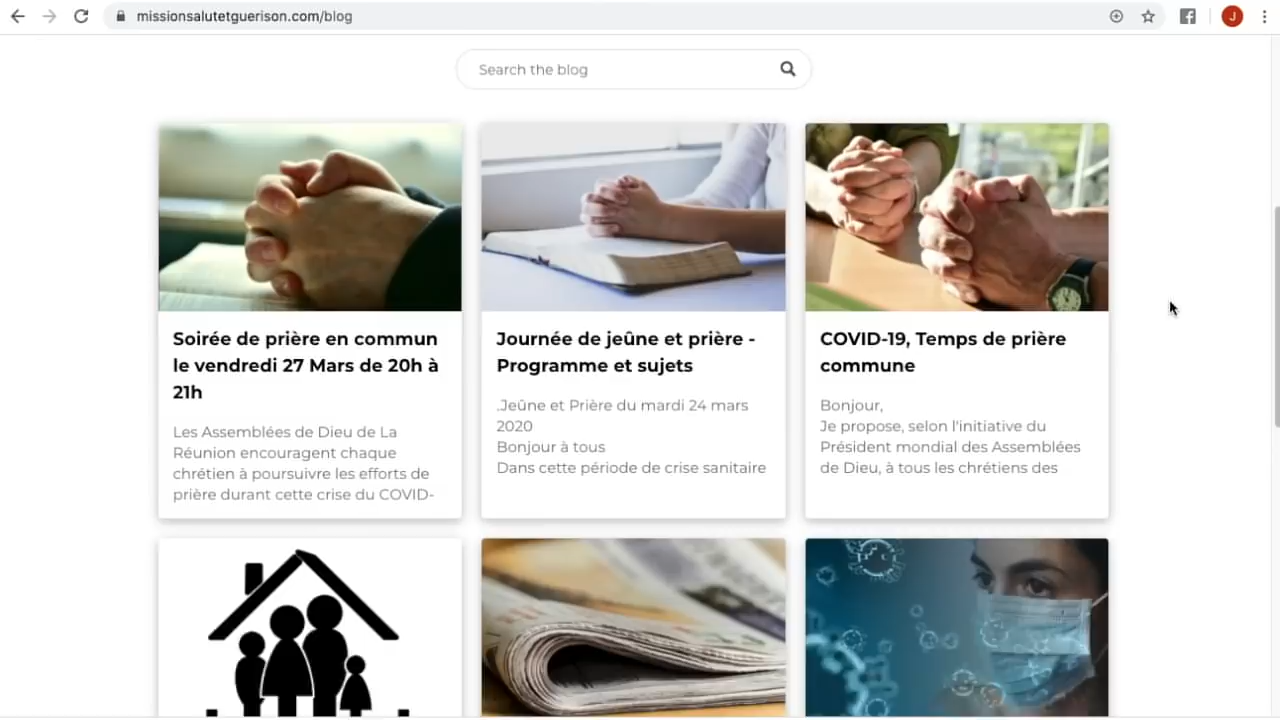 missionsalutetguerison.com/blog
J
Search the blog
Soirée de prière en commun
le vendredi 27 Mars de 20h à
21h
Les Assemblées de Dieu de La
Réunion encouragent chaque
chrétien à poursuivre les efforts de
prière durant cette crise du COVID-
Journée de jeûne et prière -
Programme et sujets
.Jeûne et Prière du mardi 24 mars
2020
Bonjour à tous
Dans cette période de crise sanitaire
COVID-19, Temps de prière
commune
Bonjour,
Je propose, selon l'initiative du
Président mondial des Assemblées
de Dieu, à tous les chrétiens des